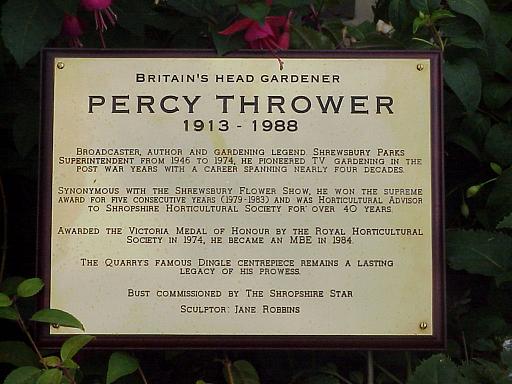 Britain's Head Gardener
PERCY THROWER
1913 - 1988
Broadcaster, author and gardening legend. Shrewsbury Parks
Superintendent from 1946 to 1974, he pioneered TV gardening in the
post war years with a career spanning nearly four decades.
Synonymous with the Shrewsbury Flower Show, he won the supreme
award for five consecutive years (1979-1983) and was Horticultural Advisor
to Shropshire Horticultural Society for over 40 years.
Awarded the Victoria Medal of Honour by the Royal Horticultural
Society in 1974, he became an MBE in 1984.
The Quarry's famous Dingle centrepiece remains a lasting
legacy of his prowess.
Bust commissioned by The Shropshire Star
Sculptor: Jane Robbins